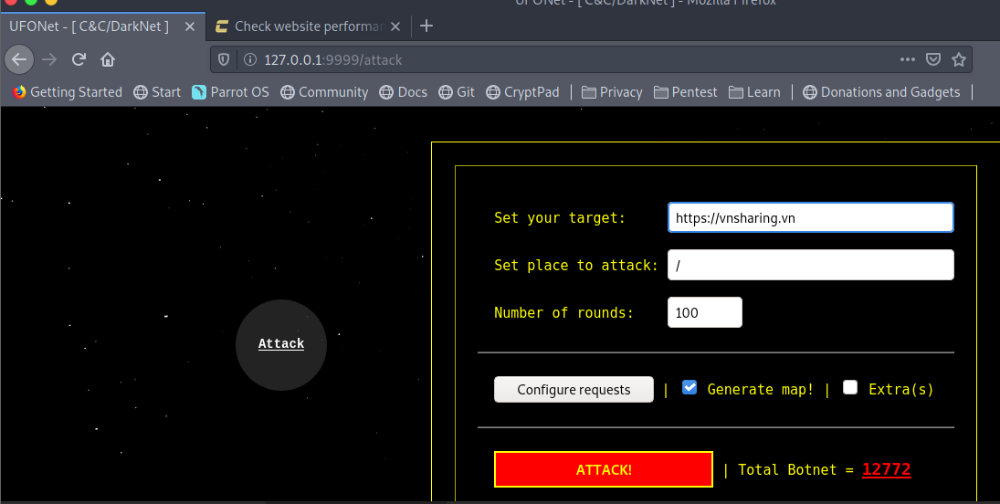 UFONet - [ C&C/DarkNet ] - Mozilla Firefox
UFONet - [ C&C/DarkNet ]
Check website performan
127.0.0.1:9999/attack
Getting Started Start Parrot OS Community Docs Git CryptPad Privacy Pentest Learn Donations and Gadgets
Set your target: https://vnsharing.vn
Set place to attack: /
Number of rounds: 100
Attack
Configure requests | Generate map! | Extra(s)
ATTACK! | Total Botnet = 12772